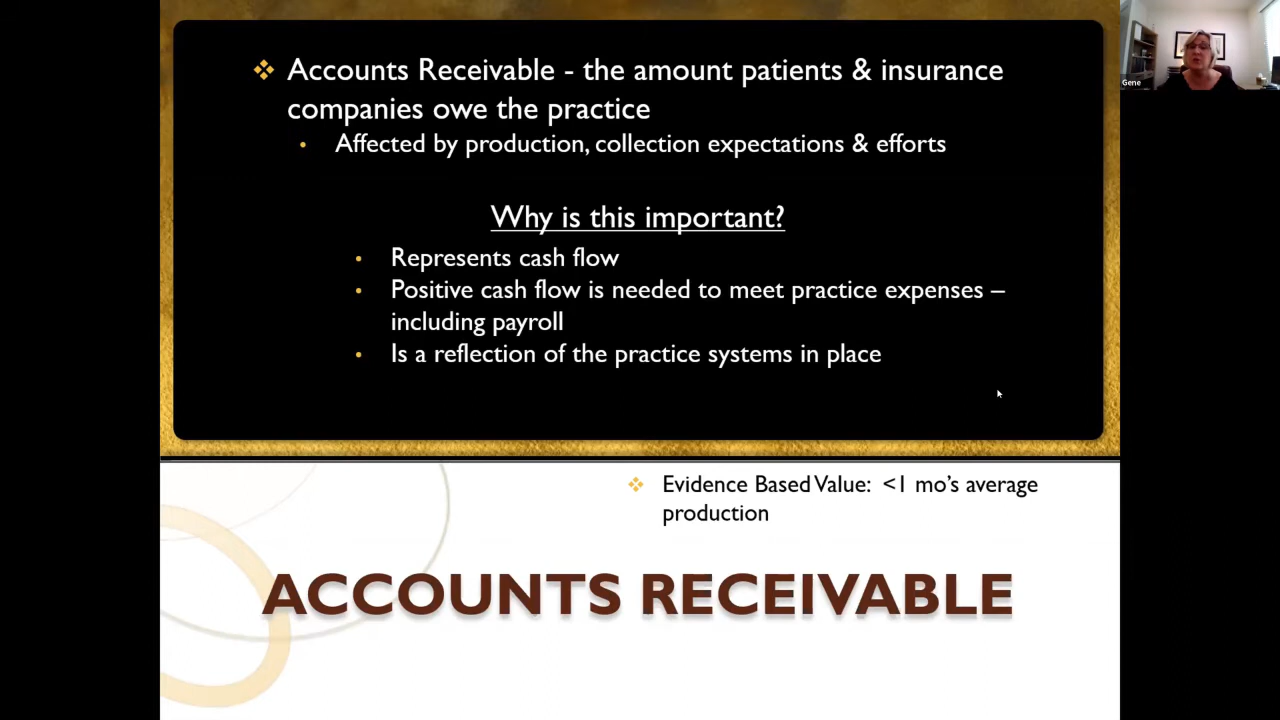 Accounts Receivable - the amount patients & insurance
companies owe the practice
Affected by production, collection expectations & efforts
Why is this important?
Represents cash flow
Positive cash flow is needed to meet practice expenses –
including payroll
Is a reflection of the practice systems in place
Evidence Based Value: <1 mo's average
production
ACCOUNTS RECEIVABLE
Gene